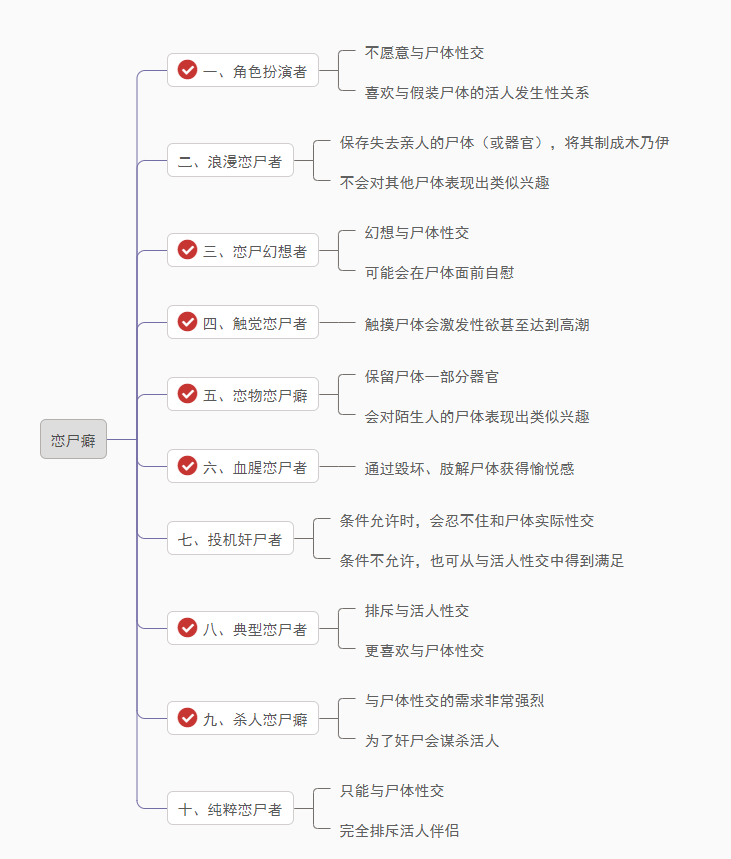 一、角色扮演者
不愿意与尸体性交
喜欢与假装尸体的活人发生性关系
二、浪漫恋尸者
保存失去亲人的尸体（或器官），将其制成木乃伊
不会对其他尸体表现出类似兴趣
三、恋尸幻想者
幻想与尸体性交
可能会在尸体面前自慰
四、触觉恋尸者
触摸尸体会激发性欲甚至达到高潮
五、恋物恋尸癖
保留尸体一部分器官
会对陌生人的尸体表现出类似兴趣
恋尸癖
六、血腥恋尸者
通过毁坏、肢解尸体获得愉悦感
七、投机奸尸者
条件允许时，会忍不住和尸体实际性交
条件不允许，也可从与活人性交中得到满足
八、典型恋尸者
排斥与活人性交
更喜欢与尸体性交
九、杀人恋尸癖
与尸体性交的需求非常强烈
为了奸尸会谋杀活人
十、纯粹恋尸者
只能与尸体性交
完全排斥活人伴侣